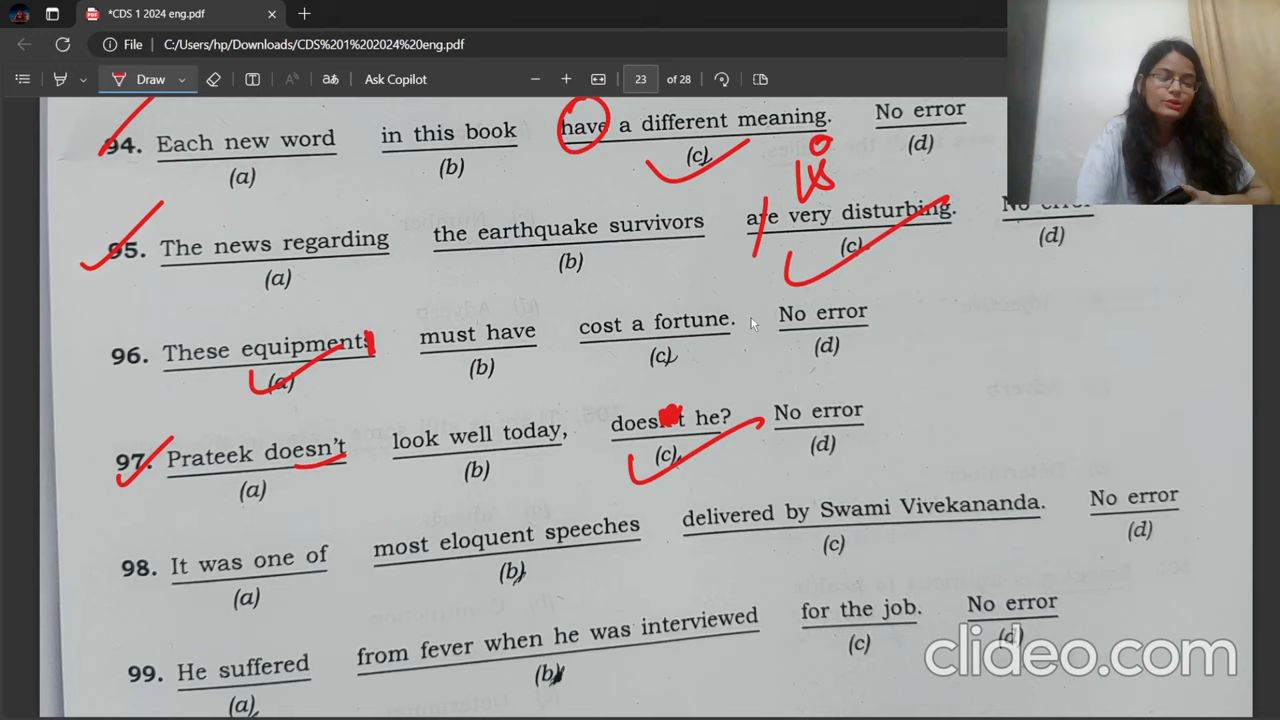 *CDS 1 2024 eng.pdf
File C:/Users/hp/Downloads/CDS%201%202024%20eng.pdf
Draw Ask Copilot 23 of 28
94. Each new word in this book have a different meaning. No error
(a) (b) (c) (d)
95. The news regarding the earthquake survivors are very disturbing. No error
(a) (b) (c) (d)
96. These equipments must have cost a fortune. No error
(a) (b) (c) (d)
97. Prateek doesn't look well today, doesn't he? No error
(a) (b) (c) (d)
98. It was one of most eloquent speeches delivered by Swami Vivekananda. No error
(a) (b) (c) (d)
99. He suffered from fever when he was interviewed for the job. No error
(a) (b) (c) (d)
clideo.com